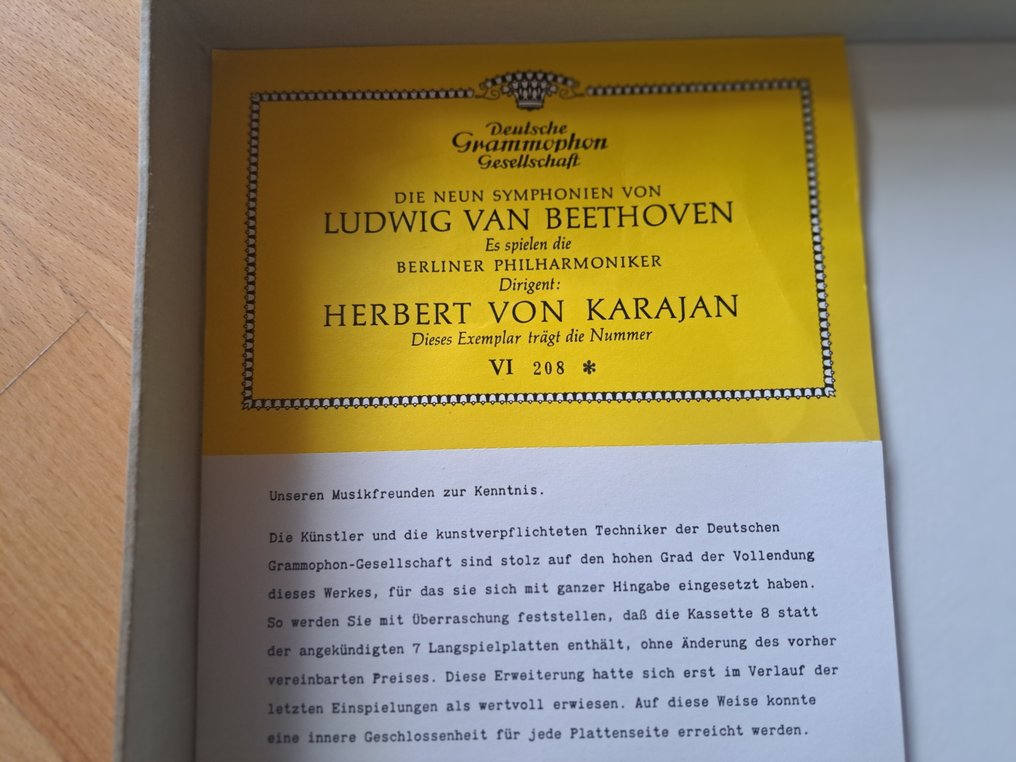 Deutsche
Grammophon
Gesellschaft
DIE NEUN SYMPHONIEN VON
LUDWIG VAN BEETHOVEN
Es spielen die
BERLINER PHILHARMONIKER
Dirigent:
HERBERT VON KARAJAN
Dieses Exemplar trägt die Nummer
VI 208 *
Unseren Musikfreunden zur Kenntnis.
Die Künstler und die kunstverpflichteten Techniker der Deutschen
Grammophon-Gesellschaft sind stolz auf den hohen Grad der Vollendung
dieses Werkes, für das sie sich mit ganzer Hingabe eingesetzt haben.
So werden Sie mit Überraschung feststellen, daß die Kassette 8 statt
der angekündigten 7 Langspielplatten enthält, ohne Änderung des vorher
vereinbarten Preises. Diese Erweiterung hatte sich erst im Verlauf der
letzten Einspielungen als wertvoll erwiesen. Auf diese Weise konnte
eine innere Geschlossenheit für jede Plattenseite erreicht werden.